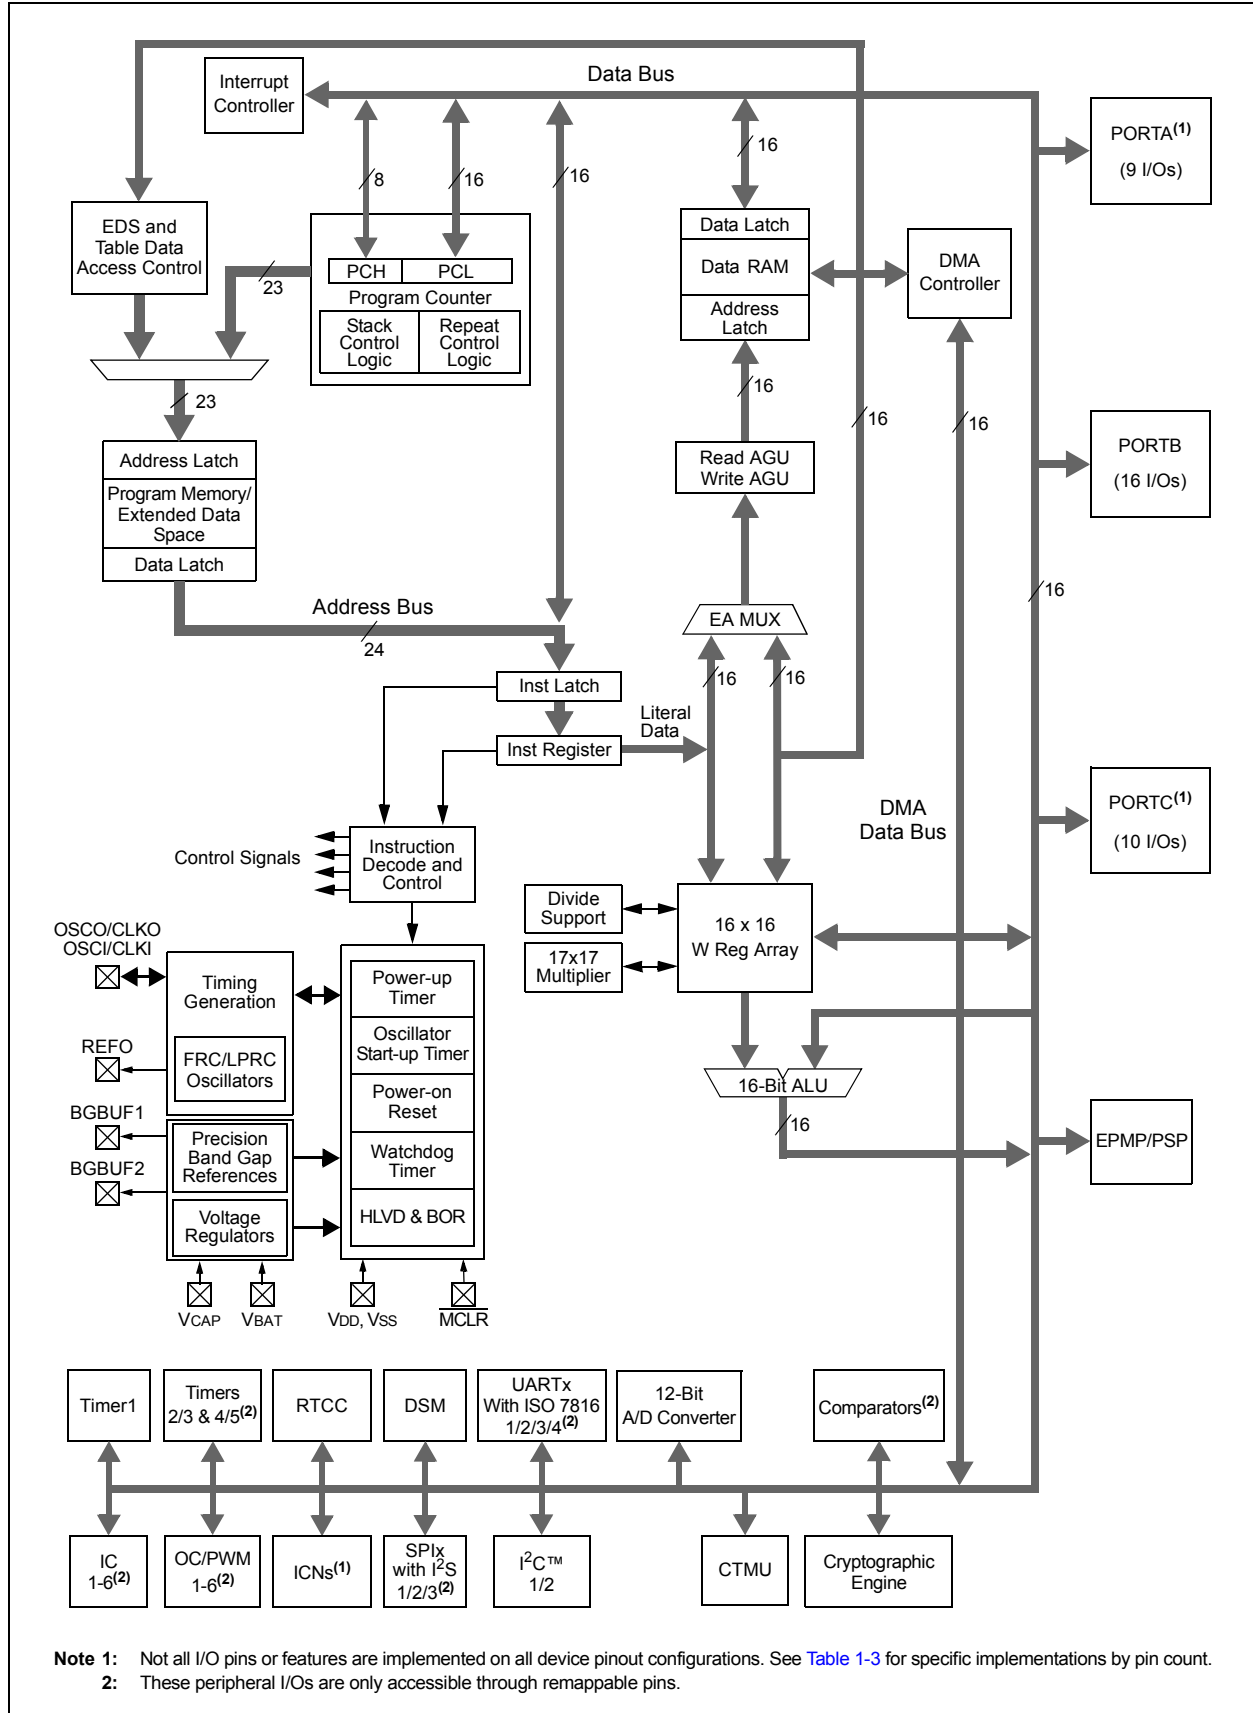 Data Bus
Interrupt
Controller
PORTA(1)
(9 I/Os)
16
8
16
16
EDS and
Table Data
Access Control
Data Latch
Data RAM
Address
Latch
DMA
Controller
23
PCH
PCL
Program Counter
Stack
Control
Logic
Repeat
Control
Logic
16
23
16
16
PORTB
(16 I/Os)
Address Latch
Program Memory/
Extended Data
Space
Data Latch
Read AGU
Write AGU
16
Address Bus
24
EA MUX
16
16
Inst Latch
Literal
Data
Inst Register
PORTC(1)
(10 I/Os)
DMA
Data Bus
Control Signals
Instruction
Decode and
Control
Divide
Support
16 x 16
W Reg Array
17x17
Multiplier
OSCO/CLKO
OSCI/CLKI
Timing
Generation
Power-up
Timer
REFO
FRC/LPRC
Oscillators
Oscillator
Start-up Timer
16-Bit ALU
16
Power-on
Reset
BGBUF1
Precision
Band Gap
References
Watchdog
Timer
BGBUF2
EPMP/PSP
Voltage
Regulators
HLVD & BOR
VCAP
VBAT
VDD, VSS
MCLR
Timer1
Timers
2/3 & 4/5(2)
RTCC
DSM
UARTx
With ISO 7816
1/2/3/4(2)
12-Bit
A/D Converter
Comparators(2)
IC
1-6(2)
OC/PWM
1-6(2)
ICNs(1)
SPIx
with I2S
1/2/3(2)
I2C™
1/2
CTMU
Cryptographic
Engine
Note 1: Not all I/O pins or features are implemented on all device pinout configurations. See Table 1-3 for specific implementations by pin count.
2: These peripheral I/Os are only accessible through remappable pins.